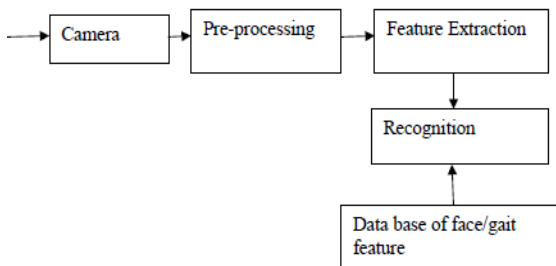 Camera
Pre-processing
Feature Extraction
Recognition
Data base of face/gait
feature